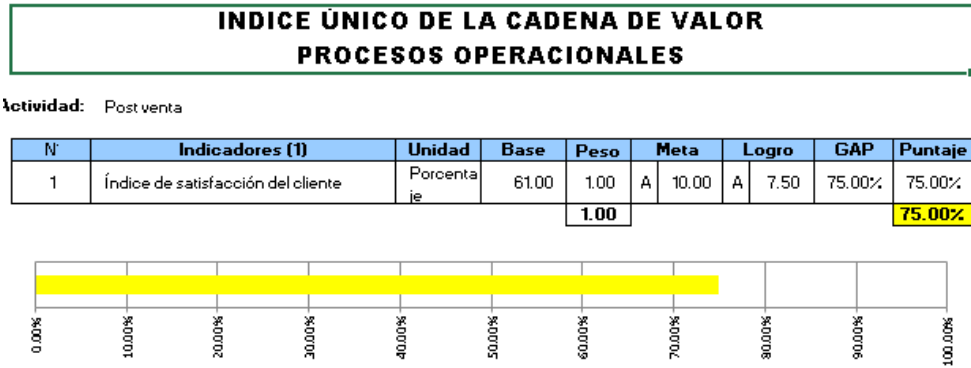 INDICE ÚNICO DE LA CADENA DE VALOR
PROCESOS OPERACIONALES
Actividad: Post venta
N° Indicadores (1) Unidad Base Peso Meta Logro GAP Puntaje
1 Índice de satisfacción del cliente Porcentaje 61.00 1.00 A 10.00 A 7.50 75.00% 75.00%
1.00 75.00%
0.00% 10.00% 20.00% 30.00% 40.00% 50.00% 60.00% 70.00% 80.00% 90.00% 100.00%